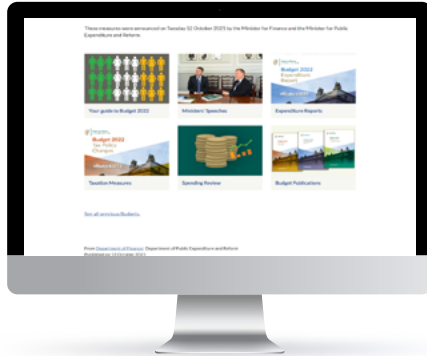 These measures were announced on Tuesday 12 October 2021 by the Minister for Finance and the Minister for Public
Expenditure and Reform.
Your guide to Budget 2022
Ministers' Speeches
Budget 2022
Expenditure
Report
Expenditure Reports
Budget 2022
Tax Policy
Changes
Taxation Measures
Spending Review
Budget Publications
See all previous Budgets.
From Department of Finance; Department of Public Expenditure and Reform
Published on 12 October 2021